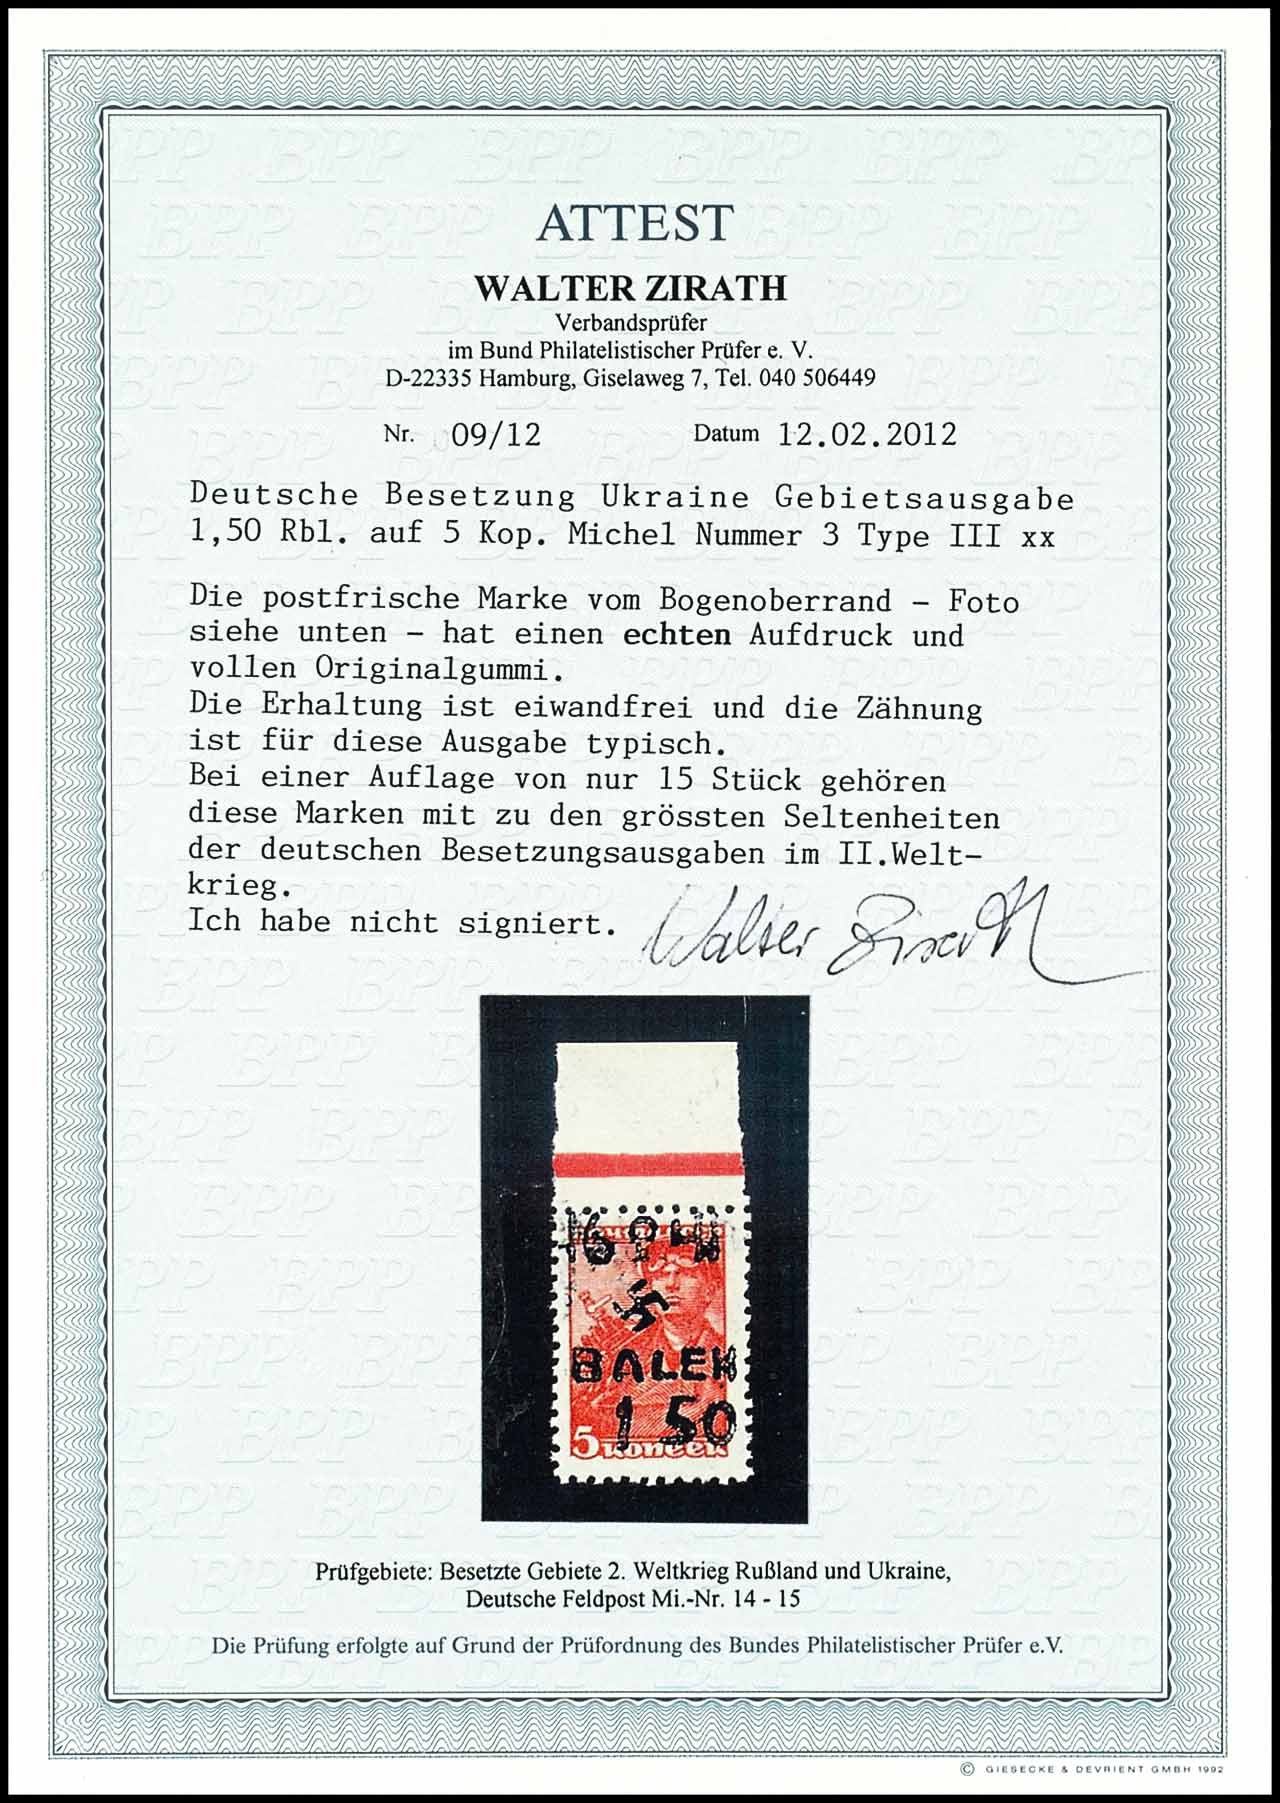 ATTEST
WALTER ZIRATH
Verbandsprüfer
im Bund Philatelistischer Prüfer e. V.
D-22335 Hamburg, Giselaweg 7, Tel. 040 506449
Nr. 09/12 Datum 12.02.2012
Deutsche Besetzung Ukraine Gebietsausgabe
1,50 Rbl. auf 5 Kop. Michel Nummer 3 Type III xx
Die postfrische Marke vom Bogenoberrand - Foto
siehe unten - hat einen echten Aufdruck und
vollen Originalgummi.
Die Erhaltung ist eiwandfrei und die Zähnung
ist für diese Ausgabe typisch.
Bei einer Auflage von nur 15 Stück gehören
diese Marken mit zu den grössten Seltenheiten
der deutschen Besetzungsausgaben im II.Welt-
krieg.
Ich habe nicht signiert. Walter Zirath
BALEH
1 50
5 копеек
Prüfgebiete: Besetzte Gebiete 2. Weltkrieg Rußland und Ukraine,
Deutsche Feldpost Mi.-Nr. 14 - 15
Die Prüfung erfolgte auf Grund der Prüfordnung des Bundes Philatelistischer Prüfer e.V.
© GIESECKE & DEVRIENT GMBH 1992